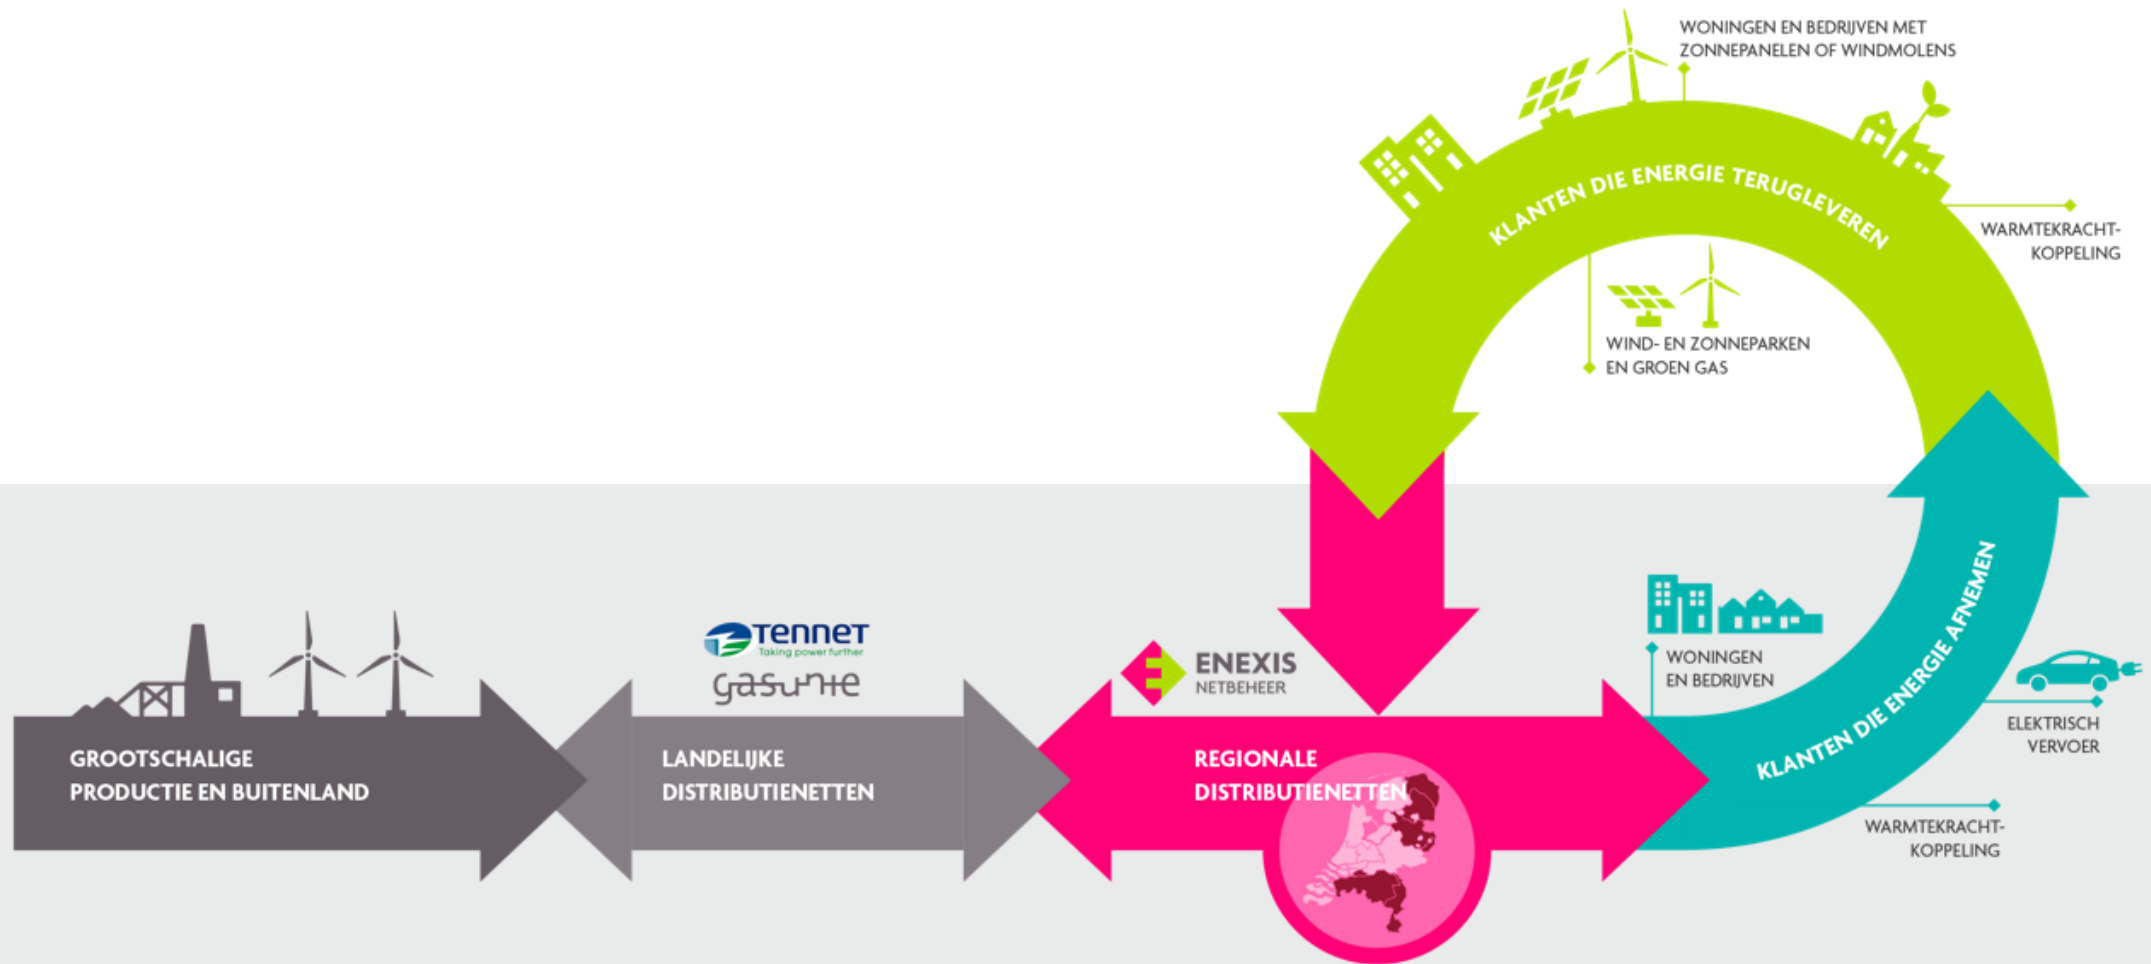 WONINGEN EN BEDRIJVEN MET
ZONNEPANELEN OF WINDMOLENS
KLANTEN DIE ENERGIE TERUGLEVEREN
WARMTEKRACHT-
KOPPELING
WIND- EN ZONNEPARKEN
EN GROEN GAS
GROOTSCHALIGE
PRODUCTIE EN BUITENLAND
TenneT
Taking power further
gasunie
LANDELIJKE
DISTRIBUTIENETTEN
ENEXIS
NETBEHEER
REGIONALE
DISTRIBUTIENETTEN
WONINGEN
EN BEDRIJVEN
KLANTEN DIE ENERGIE AFNEMEN
ELEKTRISCH
VERVOER
WARMTEKRACHT-
KOPPELING